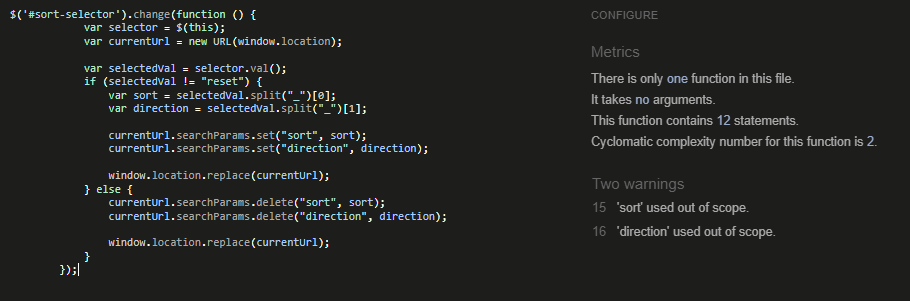 $('#sort-selector').change(function () {
var selector = $(this);
var currentUrl = new URL(window.location);
var selectedVal = selector.val();
if (selectedVal != "reset") {
var sort = selectedVal.split("_")[0];
var direction = selectedVal.split("_")[1];
currentUrl.searchParams.set("sort", sort);
currentUrl.searchParams.set("direction", direction);
window.location.replace(currentUrl);
} else {
currentUrl.searchParams.delete("sort", sort);
currentUrl.searchParams.delete("direction", direction);
window.location.replace(currentUrl);
}
});
CONFIGURE
Metrics
There is only one function in this file.
It takes no arguments.
This function contains 12 statements.
Cyclomatic complexity number for this function is 2.
Two warnings
15 'sort' used out of scope.
16 'direction' used out of scope.